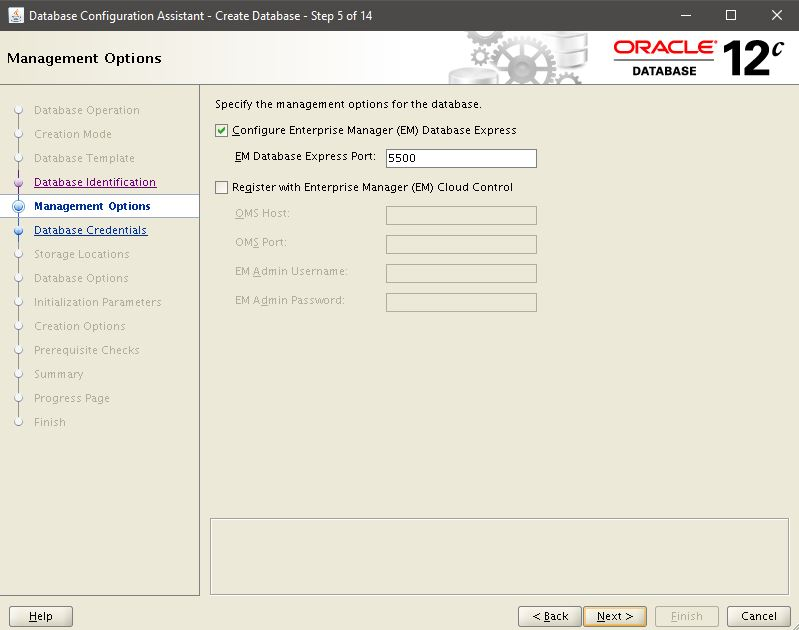 Database Configuration Assistant - Create Database - Step 5 of 14
Management Options
ORACLE
DATABASE
12c
Database Operation
Creation Mode
Database Template
Database Identification
Management Options
Database Credentials
Storage Locations
Database Options
Initialization Parameters
Creation Options
Prerequisite Checks
Summary
Progress Page
Finish
Specify the management options for the database.
Configure Enterprise Manager (EM) Database Express
EM Database Express Port: 5500
Register with Enterprise Manager (EM) Cloud Control
OMS Host:
OMS Port:
EM Admin Username:
EM Admin Password:
Help
< Back
Next >
Finish
Cancel